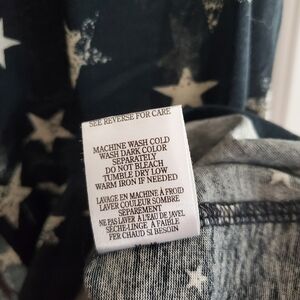 SEE REVERSE FOR CARE
MACHINE WASH COLD
WASH DARK COLOR
SEPARATELY
DO NOT BLEACH
TUMBLE DRY LOW
WARM IRON IF NEEDED
LAVAGE EN MACHINE À FROID
LAVER COULEUR SOMBRE
SEPAREMENT
NE PAS LAVER À L'EAU DE JAVEL
SÈCHE-LINGE À FAIBLE
FER CHAUD SI BESOIN